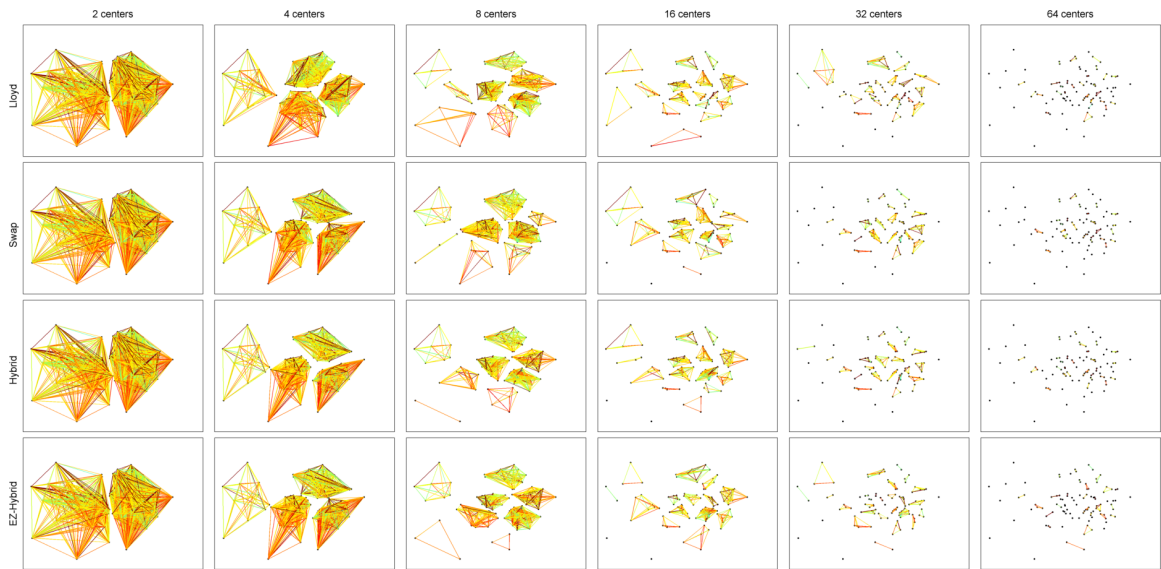 2 centers
4 centers
8 centers
16 centers
32 centers
64 centers
Lloyd
Swap
Hybrid
EZ-Hybrid